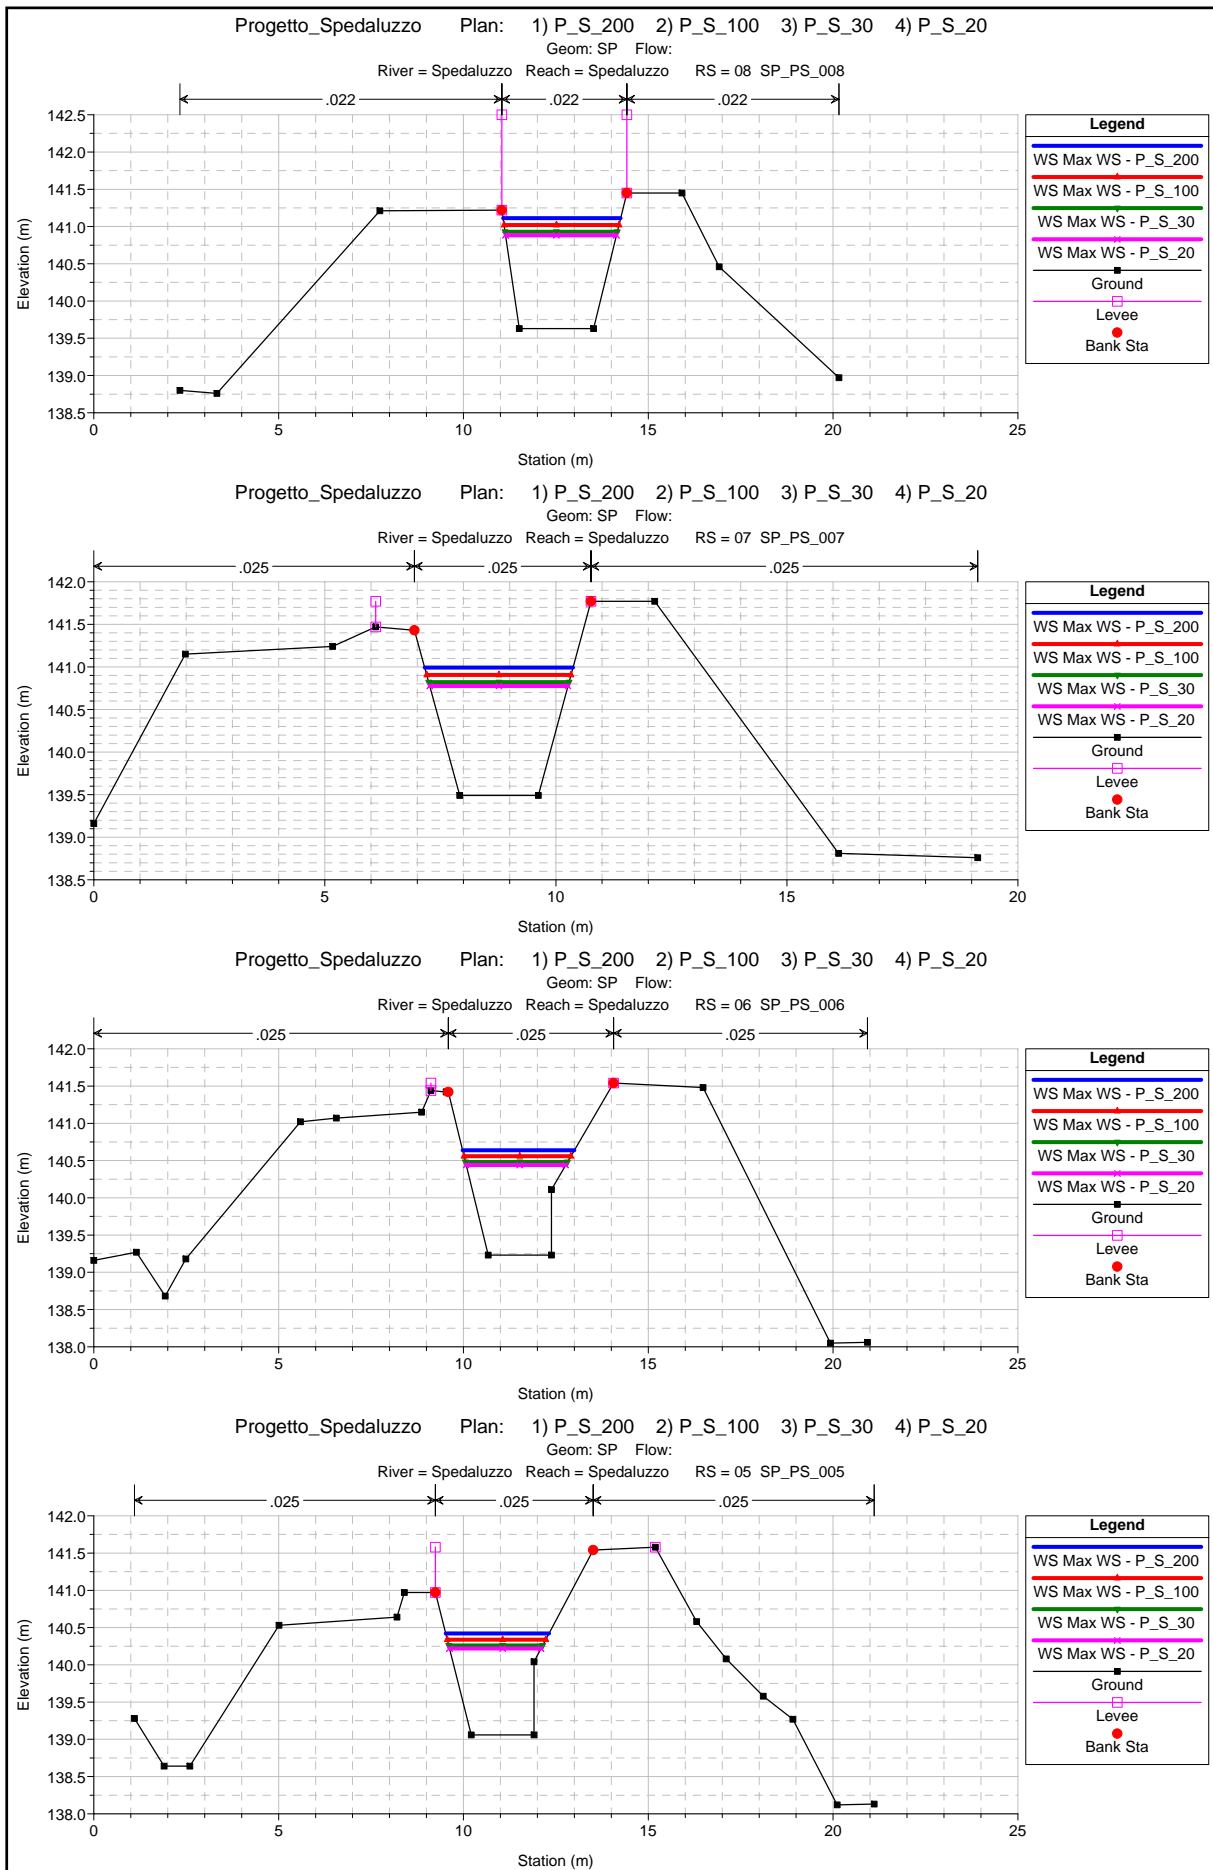 Progetto_Spedaluzzo Plan: 1) P_S_200 2) P_S_100 3) P_S_30 4) P_S_20
Geom: SP Flow:
River = Spedaluzzo Reach = Spedaluzzo RS = 08 SP_PS_008
.022 .022 .022
142.5
142.0
141.5
141.0
140.5
140.0
139.5
139.0
138.5
Elevation (m)
0 5 10 15 20 25
Station (m)
Legend
WS Max WS - P_S_200
WS Max WS - P_S_100
WS Max WS - P_S_30
WS Max WS - P_S_20
Ground
Levee
Bank Sta
Progetto_Spedaluzzo Plan: 1) P_S_200 2) P_S_100 3) P_S_30 4) P_S_20
Geom: SP Flow:
River = Spedaluzzo Reach = Spedaluzzo RS = 07 SP_PS_007
.025 .025 .025
142.0
141.5
141.0
140.5
140.0
139.5
139.0
138.5
Elevation (m)
0 5 10 15 20
Station (m)
Legend
WS Max WS - P_S_200
WS Max WS - P_S_100
WS Max WS - P_S_30
WS Max WS - P_S_20
Ground
Levee
Bank Sta
Progetto_Spedaluzzo Plan: 1) P_S_200 2) P_S_100 3) P_S_30 4) P_S_20
Geom: SP Flow:
River = Spedaluzzo Reach = Spedaluzzo RS = 06 SP_PS_006
.025 .025 .025
142.0
141.5
141.0
140.5
140.0
139.5
139.0
138.5
138.0
Elevation (m)
0 5 10 15 20 25
Station (m)
Legend
WS Max WS - P_S_200
WS Max WS - P_S_100
WS Max WS - P_S_30
WS Max WS - P_S_20
Ground
Levee
Bank Sta
Progetto_Spedaluzzo Plan: 1) P_S_200 2) P_S_100 3) P_S_30 4) P_S_20
Geom: SP Flow:
River = Spedaluzzo Reach = Spedaluzzo RS = 05 SP_PS_005
.025 .025 .025
142.0
141.5
141.0
140.5
140.0
139.5
139.0
138.5
138.0
Elevation (m)
0 5 10 15 20 25
Station (m)
Legend
WS Max WS - P_S_200
WS Max WS - P_S_100
WS Max WS - P_S_30
WS Max WS - P_S_20
Ground
Levee
Bank Sta